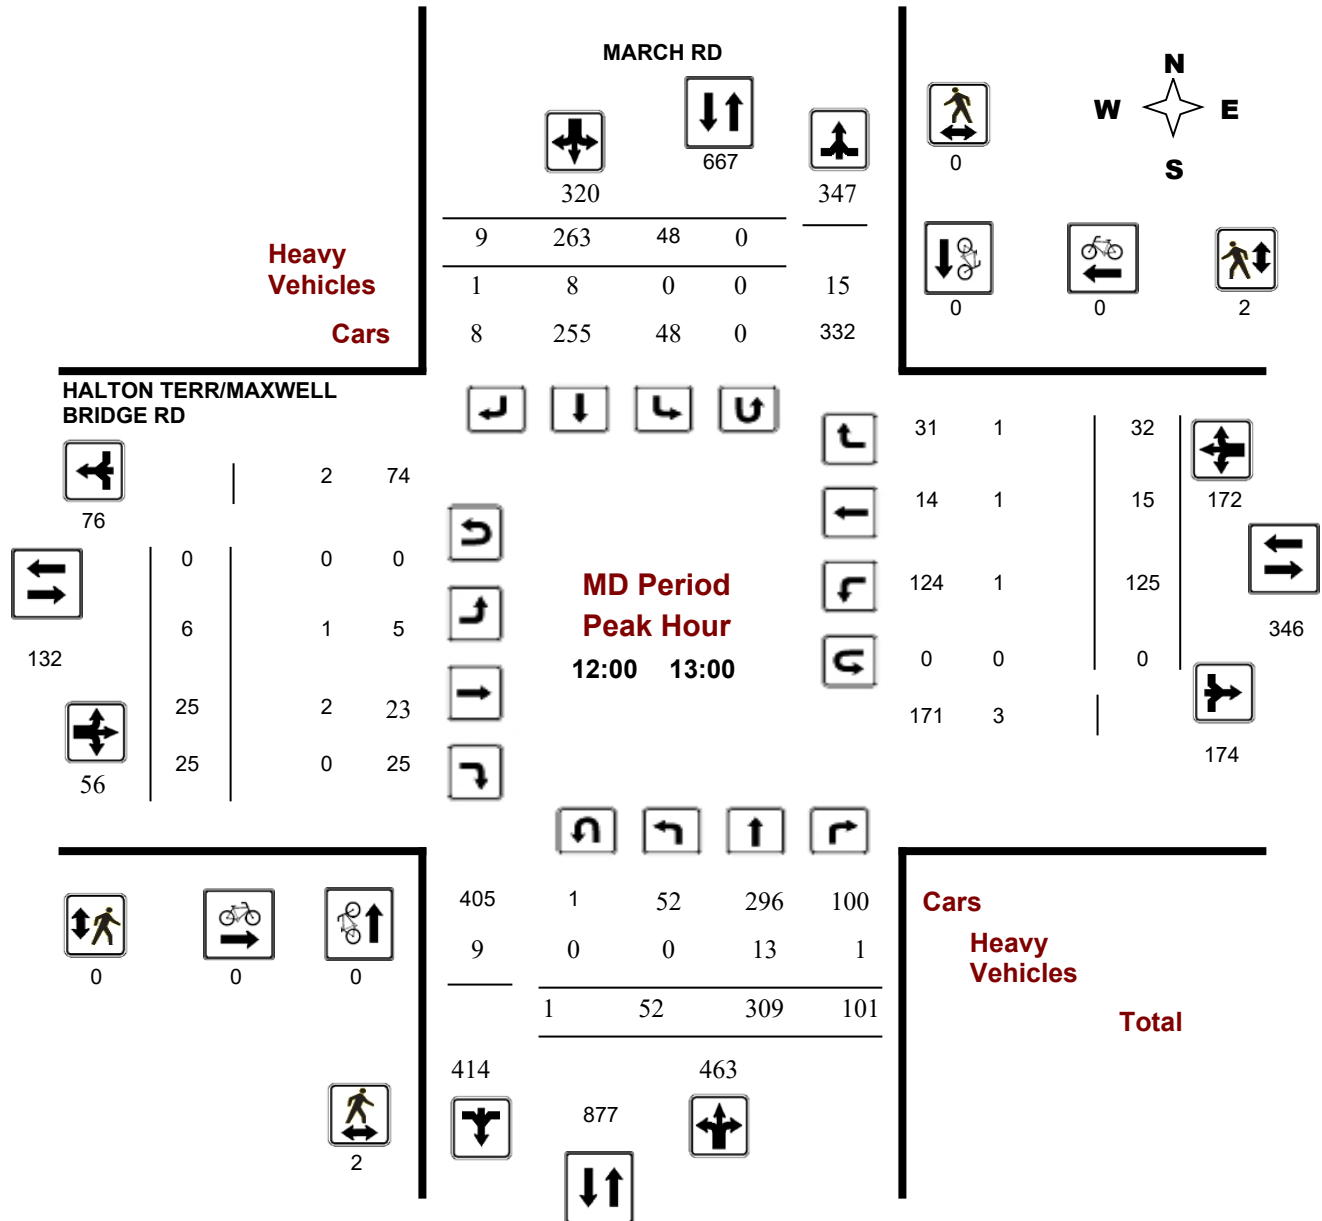 MARCH RD
N
W E
S
667
0
320
347
9 263 48 0
Heavy
Vehicles
1 8 0 0 15
0 0 2
Cars
8 255 48 0 332
HALTON TERR/MAXWELL
BRIDGE RD
31 1 32
2 74
76
14 1 15
172
0 0 0
MD Period
124 1 125
Peak Hour
6 1 5
346
132
12:00 13:00
0 0 0
25 2 23
171 3
174
25 0 25
56
405 1 52 296 100
Cars
9 0 0 13 1
Heavy
Vehicles
0 0 0
1 52 309 101
Total
414
463
877
2